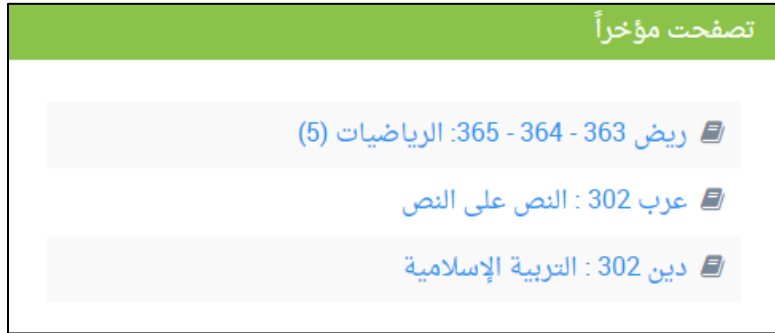 تصفحت مؤخراً
ريض 363 - 364 - 365: الرياضيات (5)
عرب 302 : النص على النص
دين 302 : التربية الإسلامية